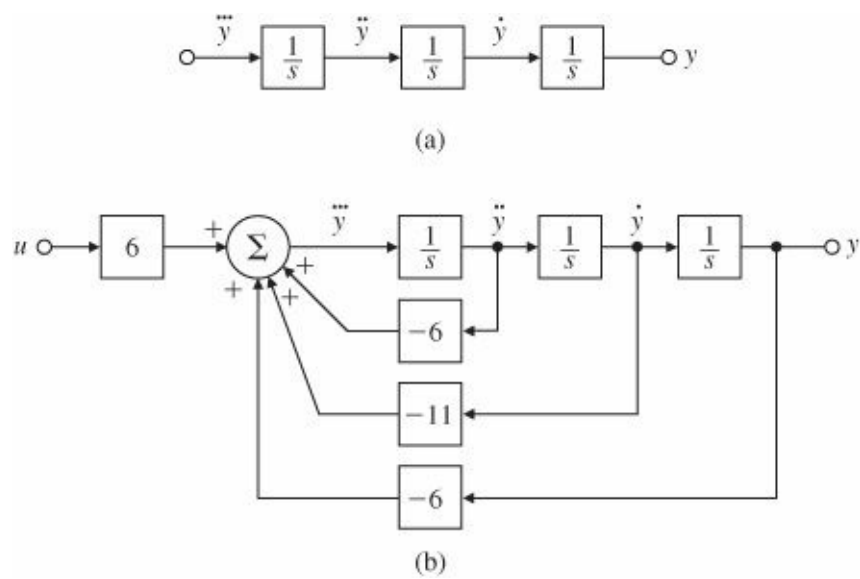 y⃛ ÿ ẏ
1/s 1/s 1/s y
(a)
u 6 + Σ y⃛ 1/s ÿ 1/s ẏ 1/s y
+ + +
−6
−11
−6
(b)